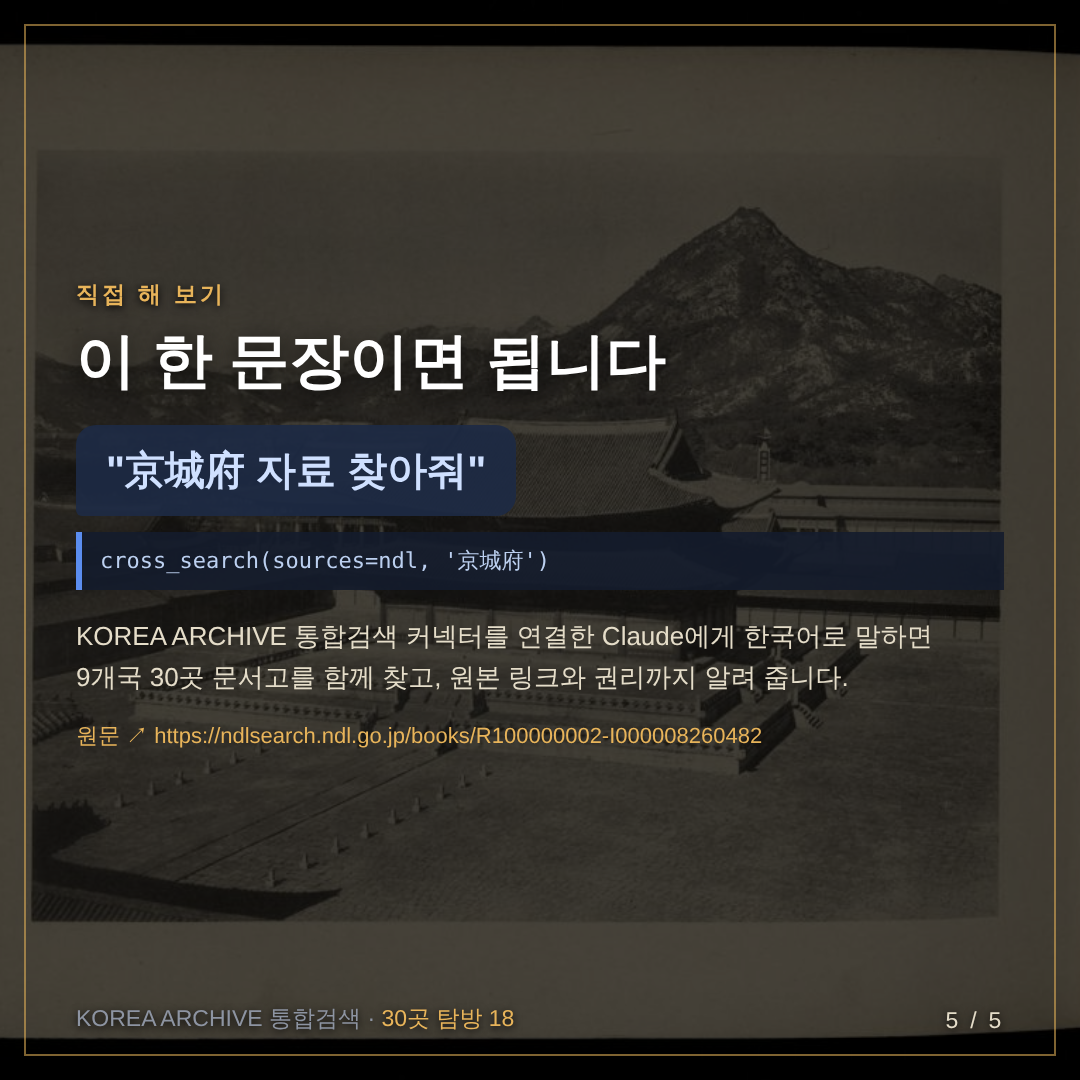 직접 해 보기
이 한 문장이면 됩니다
"京城府 자료 찾아줘"
cross_search(sources=ndl, '京城府')
KOREA ARCHIVE 통합검색 커넥터를 연결한 Claude에게 한국어로 말하면
9개국 30곳 문서고를 함께 찾고, 원본 링크와 권리까지 알려 줍니다.
원문 ↗ https://ndlsearch.ndl.go.jp/books/R100000002-I000008260482
KOREA ARCHIVE 통합검색 · 30곳 탐방 18
5 / 5